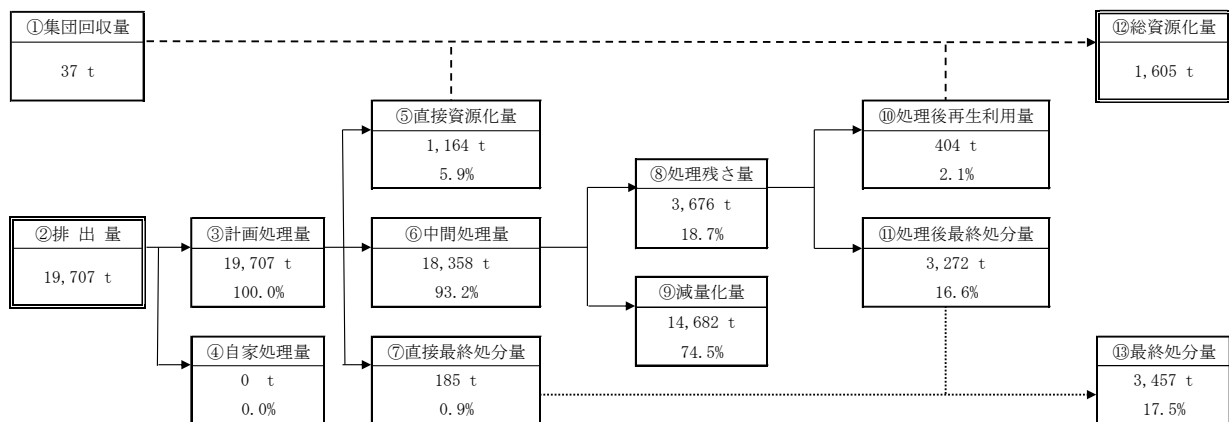 ①集団回収量
37 t
⑫総資源化量
1,605 t
⑤直接資源化量
1,164 t
5.9%
⑩処理後再生利用量
404 t
2.1%
⑧処理残さ量
3,676 t
18.7%
②排 出 量
19,707 t
③計画処理量
19,707 t
100.0%
⑥中間処理量
18,358 t
93.2%
⑪処理後最終処分量
3,272 t
16.6%
⑨減量化量
14,682 t
74.5%
④自家処理量
0 t
0.0%
⑦直接最終処分量
185 t
0.9%
⑬最終処分量
3,457 t
17.5%